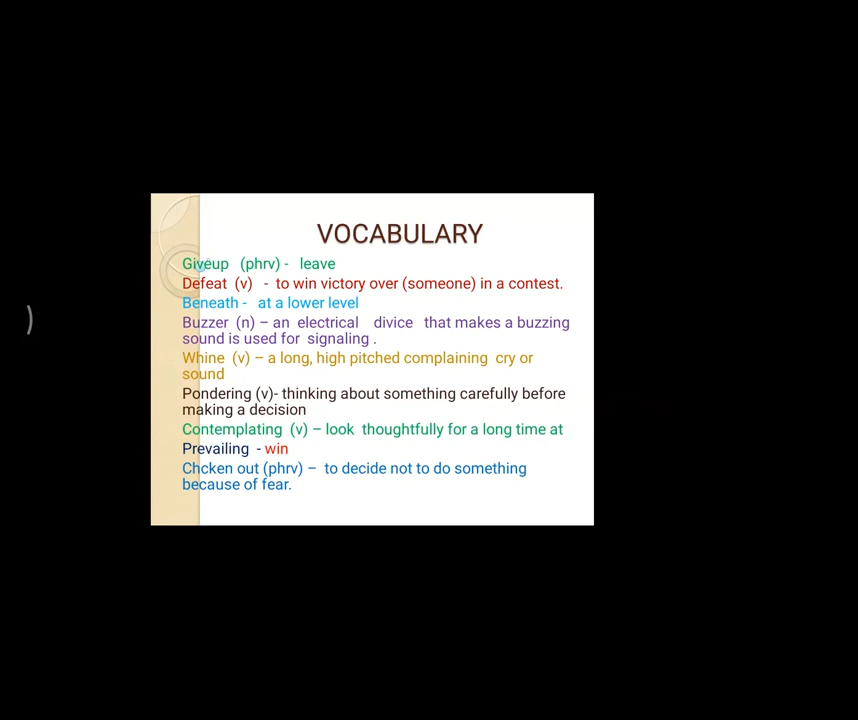 VOCABULARY
Giveup (phrv) - leave
Defeat (v) - to win victory over (someone) in a contest.
Beneath - at a lower level
Buzzer (n) – an electrical divice that makes a buzzing
sound is used for signaling .
Whine (v) – a long, high pitched complaining cry or
sound
Pondering (v)- thinking about something carefully before
making a decision
Contemplating (v) – look thoughtfully for a long time at
Prevailing - win
Chcken out (phrv) – to decide not to do something
because of fear.